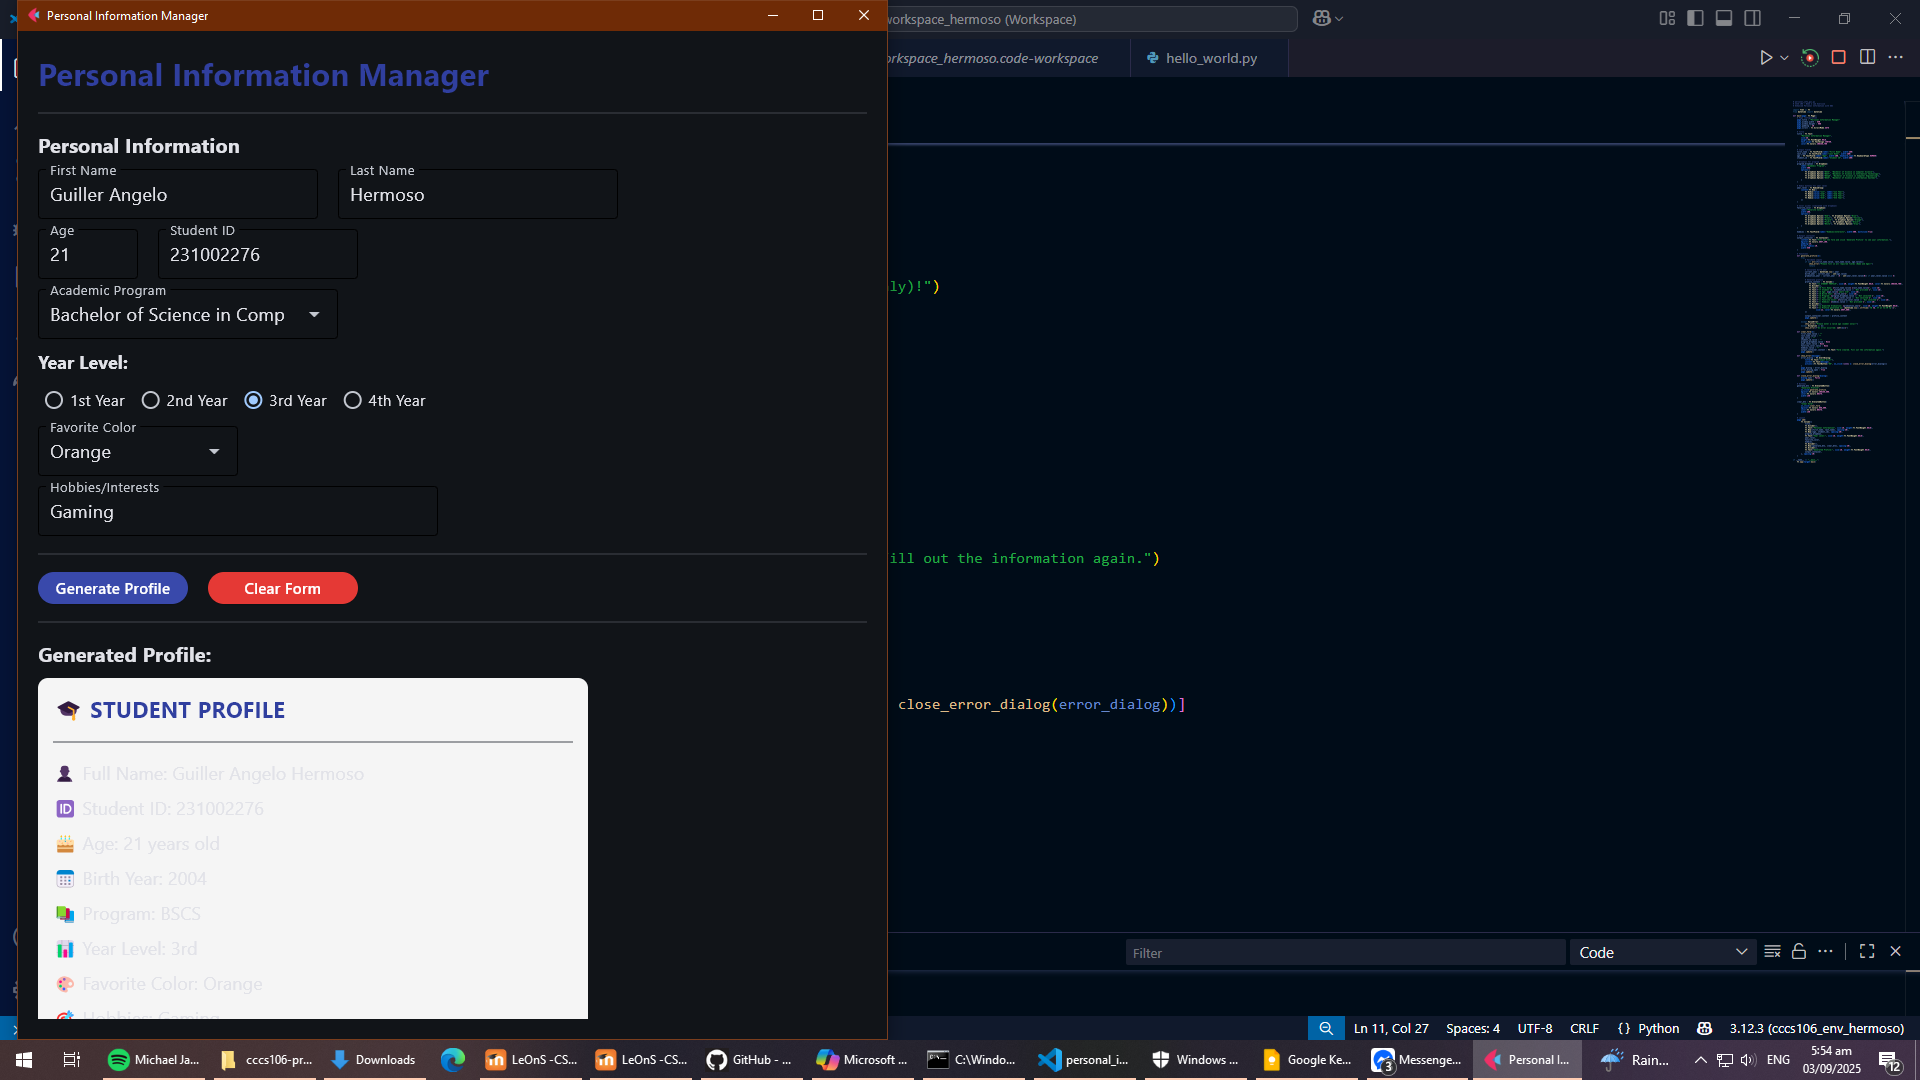 Personal Information Manager
workspace_hermoso (Workspace)
Personal Information Manager
workspace_hermoso.code-workspace
hello_world.py
Personal Information
First Name
Last Name
Guiller Angelo
Hermoso
Age
Student ID
21
231002276
ly)!")
Academic Program
Bachelor of Science in Comp
Year Level:
1st Year
2nd Year
3rd Year
4th Year
Favorite Color
Orange
Hobbies/Interests
Gaming
ill out the information again.")
Generate Profile
Clear Form
Generated Profile:
🎓 STUDENT PROFILE
close_error_dialog(error_dialog))]
👤 Full Name: Guiller Angelo Hermoso
🆔 Student ID: 231002276
🎂 Age: 21 years old
📅 Birth Year: 2004
📚 Program: BSCS
📊 Year Level: 3rd
Filter
Code
🎨 Favorite Color: Orange
🎯 Hobbies: Gaming
Ln 11, Col 27
Spaces: 4
UTF-8
CRLF
{} Python
3.12.3 (cccs106_env_hermoso)
Michael Ja...
cccs106-pr...
Downloads
LeOnS -CS...
LeOnS -CS...
GitHub - ...
Microsoft ...
C:\Windo...
personal_i...
Windows ...
Google Ke...
3
Messenge...
Personal I...
Rain...
ENG
5:54 am
03/09/2025
12